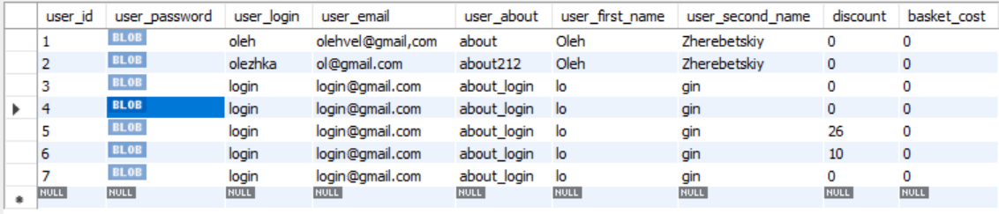 user_id user_password user_login user_email user_about user_first_name user_second_name discount basket_cost
1 BLOB oleh olehvel@gmail,com about Oleh Zherebetskiy 0 0
2 BLOB olezhka ol@gmail.com about212 Oleh Zherebetskiy 0 0
3 BLOB login login@gmail.com about_login lo gin 0 0
4 BLOB login login@gmail.com about_login lo gin 0 0
5 BLOB login login@gmail.com about_login lo gin 26 0
6 BLOB login login@gmail.com about_login lo gin 10 0
7 BLOB login login@gmail.com about_login lo gin 0 0
NULL NULL NULL NULL NULL NULL NULL NULL NULL